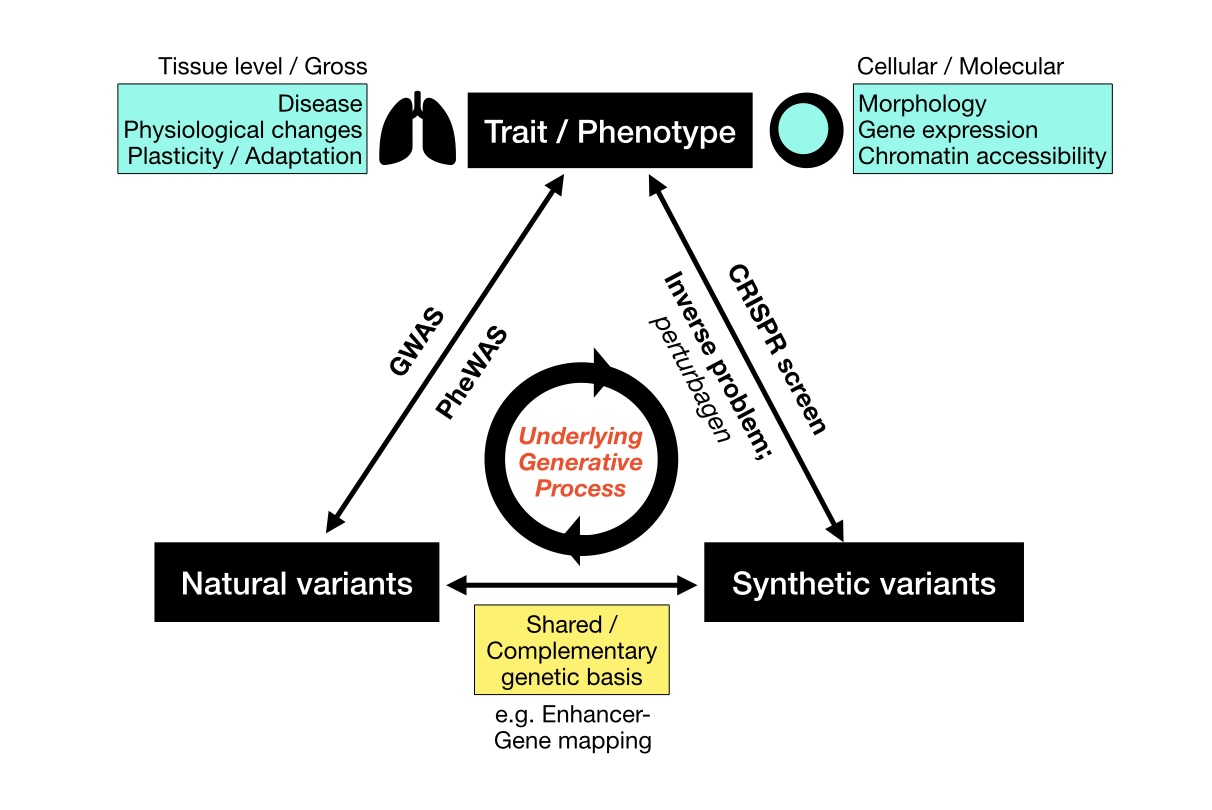 Tissue level / Gross
Disease
Physiological changes
Plasticity / Adaptation
Trait / Phenotype
Cellular / Molecular
Morphology
Gene expression
Chromatin accessibility
GWAS
PheWAS
CRISPR screen
Inverse problem;
perturbagen
Underlying
Generative
Process
Natural variants
Synthetic variants
Shared /
Complementary
genetic basis
e.g. Enhancer-
Gene mapping